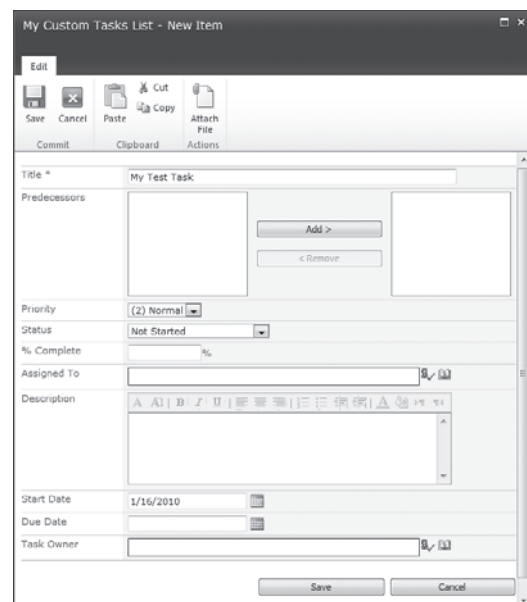 My Custom Tasks List - New Item
Edit
Save
Cancel
Paste
Cut
Copy
Attach File
Commit
Clipboard
Actions
Title *
My Test Task
Predecessors
Add >
< Remove
Priority
(2) Normal
Status
Not Started
% Complete
%
Assigned To
Description
A A B I U
A
Start Date
1/16/2010
Due Date
Task Owner
Save
Cancel